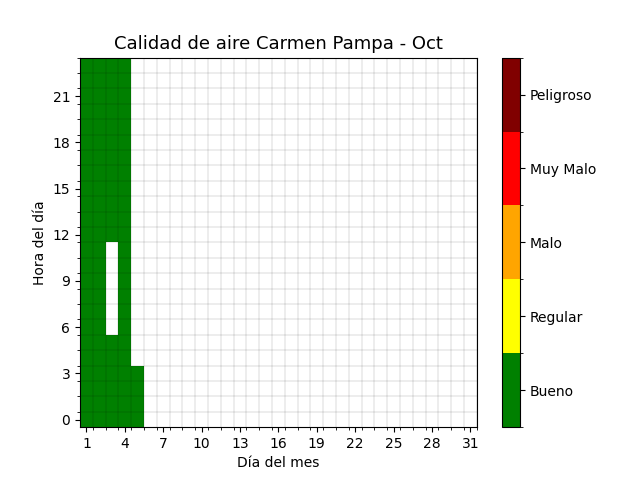 Calidad de aire Carmen Pampa - Oct
21
18
15
12
9
6
3
0
Hora del día
1 4 7 10 13 16 19 22 25 28 31
Día del mes
Peligroso
Muy Malo
Malo
Regular
Bueno